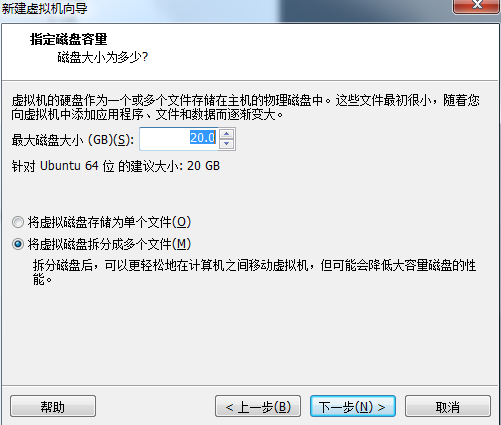 新建虚拟机向导
指定磁盘容量
磁盘大小为多少?
虚拟机的硬盘作为一个或多个文件存储在主机的物理磁盘中。这些文件最初很小，随着您
向虚拟机中添加应用程序、文件和数据而逐渐变大。
最大磁盘大小 (GB)(S): 20.0
针对 Ubuntu 64 位 的建议大小: 20 GB
将虚拟磁盘存储为单个文件(O)
将虚拟磁盘拆分成多个文件(M)
拆分磁盘后，可以更轻松地在计算机之间移动虚拟机，但可能会降低大容量磁盘的性
能。
帮助 < 上一步(B) 下一步(N) > 取消